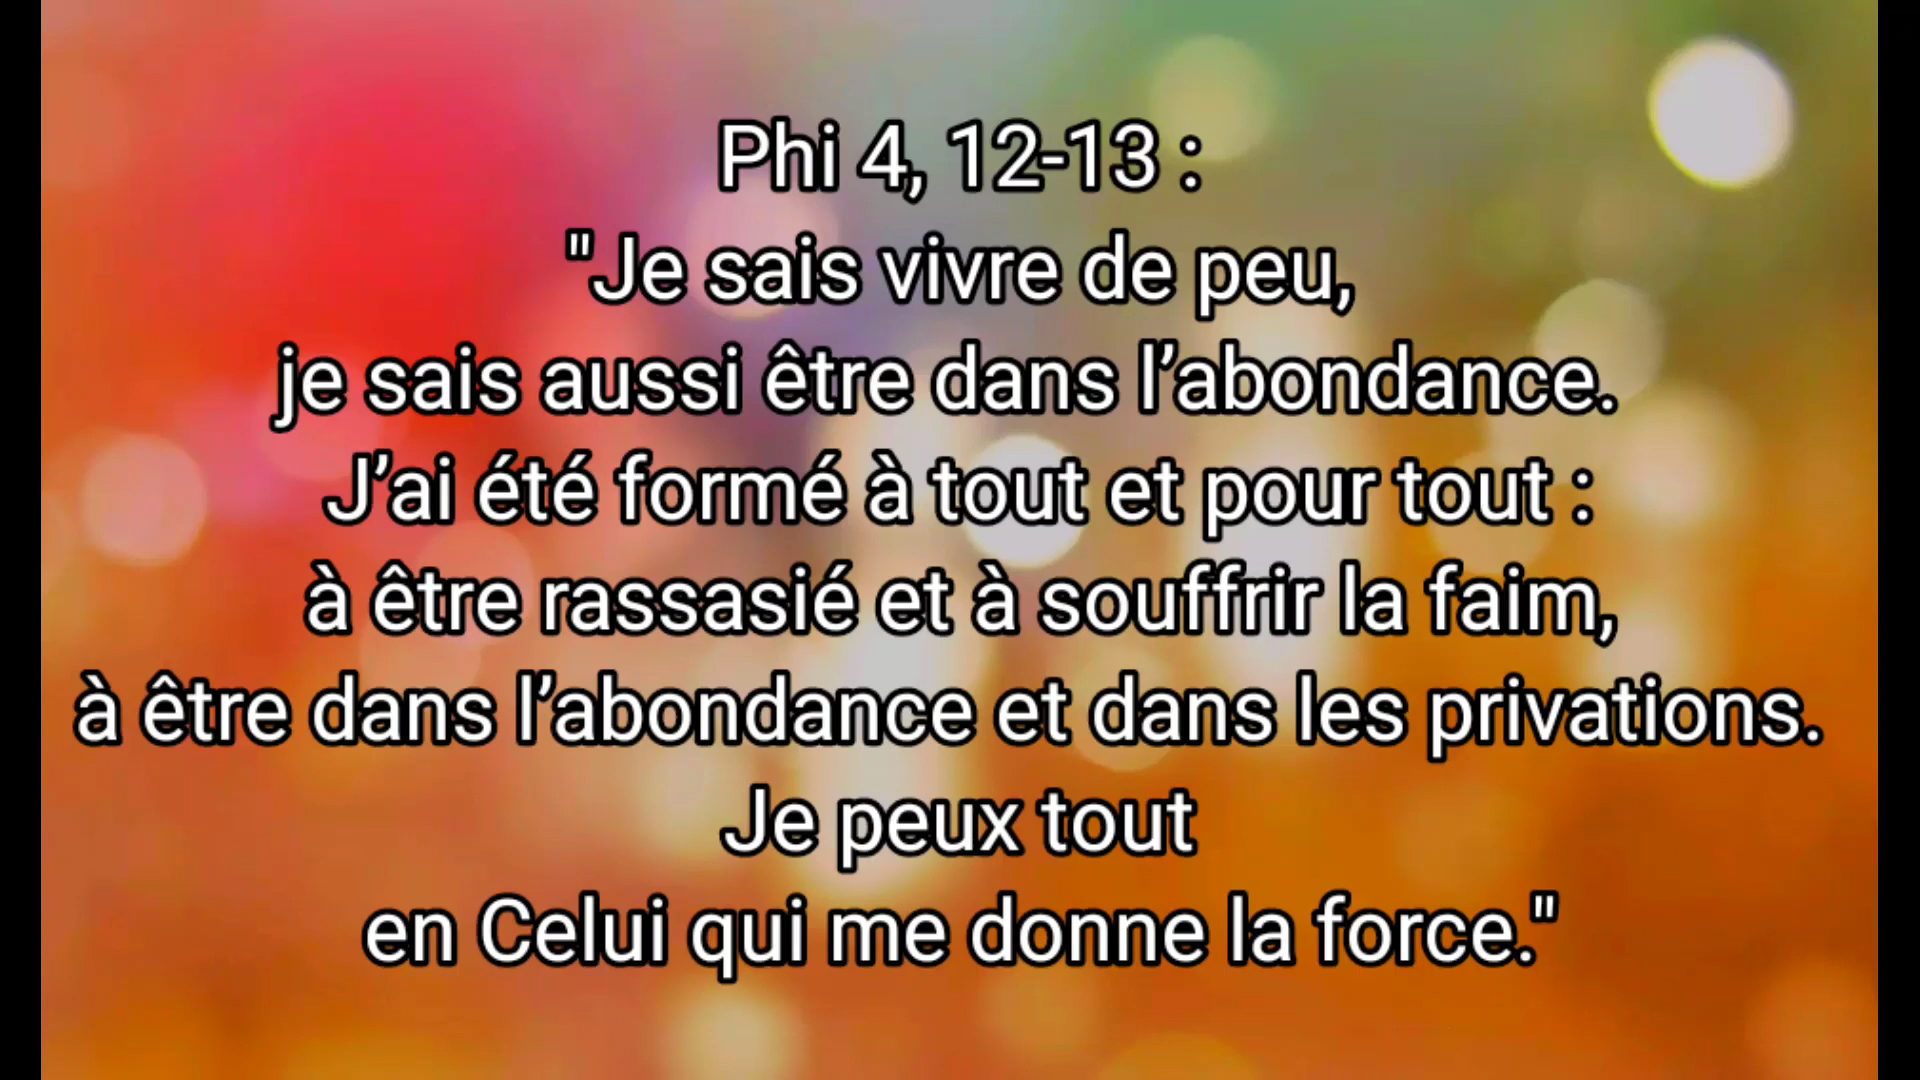 Phi 4, 12-13 :
"Je sais vivre de peu,
je sais aussi être dans l’abondance.
J’ai été formé à tout et pour tout :
à être rassasié et à souffrir la faim,
à être dans l’abondance et dans les privations.
Je peux tout
en Celui qui me donne la force."